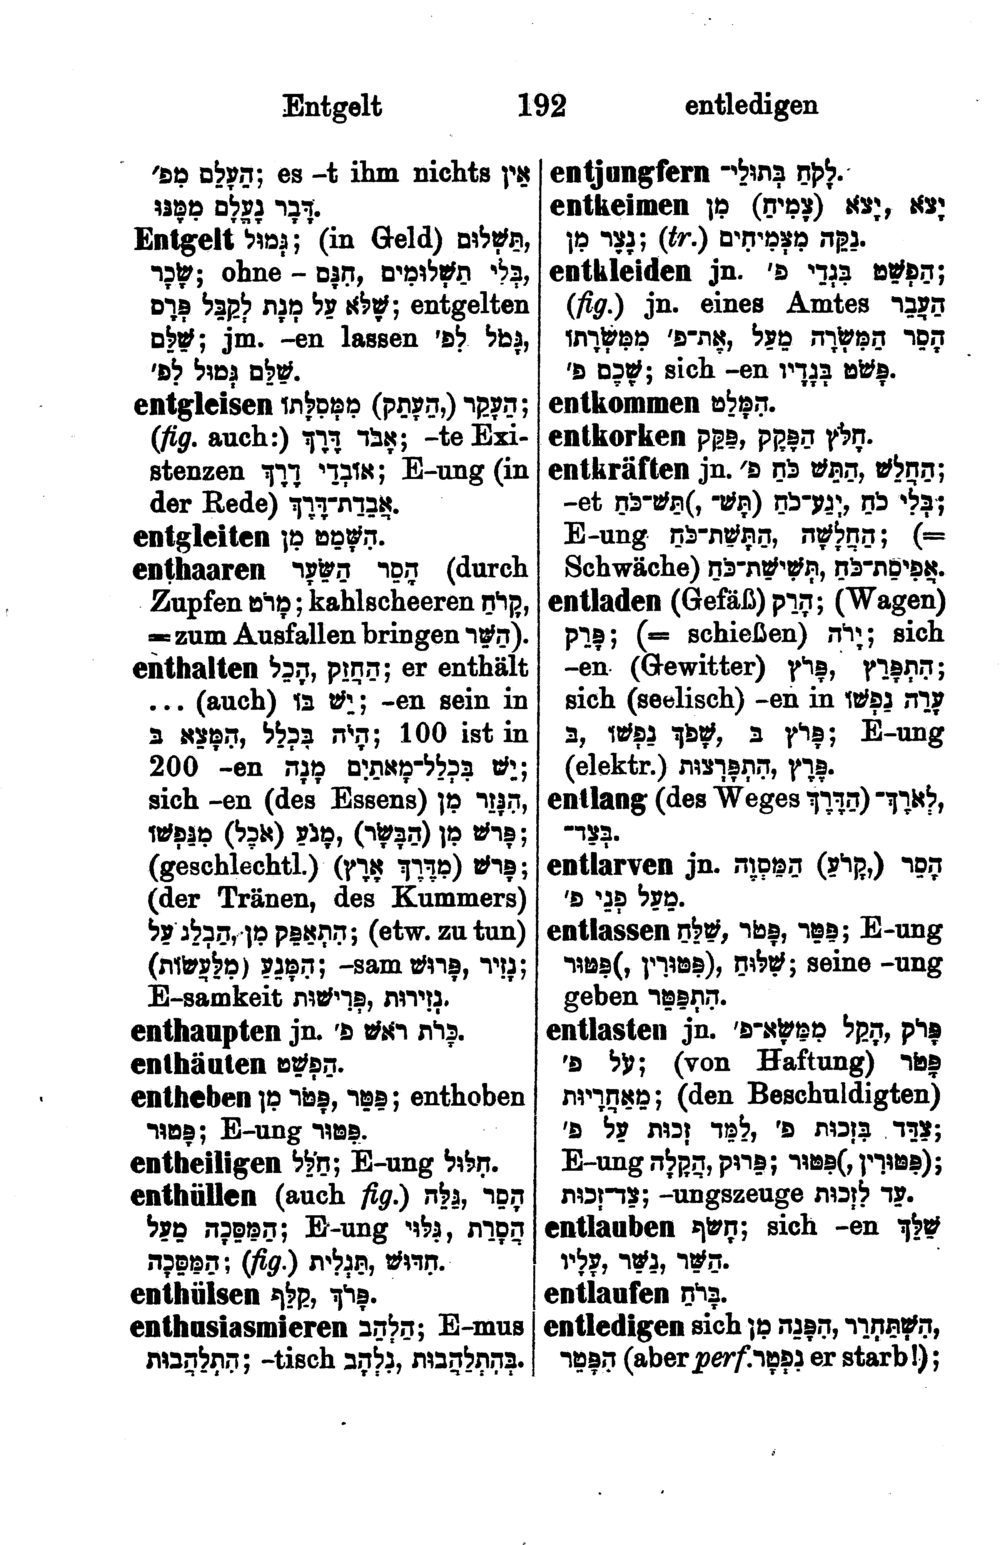 Entgelt 192 entledigen
הַעֲלֵם מִפ׳; es –t ihm nichts אֵין
דָּבָר נֶעֱלָם מִמֶּנּוּ.
Entgelt גְּמוּל; (in Geld) תַּשְׁלוּם,
שָׂכָר; ohne – חִנָּם, בְּלִי תַשְׁלוּמִים,
שֶׁלֹּא עַל מְנָת לְקַבֵּל פְּרָס; entgelten
שַׁלֵּם; jm. –en lassen גְּמֹל לְפ׳,
שַׁלֵּם גְּמוּל לְפ׳.
entgleisen הֵעָקֵר (הֵעָתֵק,) מִמְּסִלָּתוֹ;
(fig. auch:) אָבֹד דֶּרֶךְ; –te Exi-
stenzen אוֹבְדֵי דֶרֶךְ; E–ung (in
der Rede) אֲבֵדַת־דֶּרֶךְ.
entgleiten הִשָּׁמֵט מִן.
enthaaren הָסֵר הַשֵּׂעָר (durch
Zupfen מָרֹט; kahlscheeren קָרֹחַ,
= zum Ausfallen bringen הַשֵּׁר).
enthalten הַחֲזֵק, הָכֵל; er enthält
... (auch) יֵשׁ בּוֹ; –en sein in
הָיֹה בִּכְלַל, הִמָּצֵא בּ; 100 ist in
200 –en יֵשׁ בִּכְלַל־מָאתַיִם מָנֶה;
sich –en (des Essens) הִנָּזֵר מִן,
פָּרֹשׁ מִן (הַבָּשָׂר), מָנֹעַ (אֹכֶל) מִנַּפְשׁוֹ;
(geschlechtl.) פָּרֹשׁ (מִדֶּרֶךְ אֶרֶץ);
(der Tränen, des Kummers)
הִתְאַפֵּק מִן, הַבְלֵג עַל; (etw. zu tun)
הִמָּנֵעַ (מִלַּעֲשׂוֹת); –sam נָזִיר, פָּרוּשׁ;
E–samkeit נְזִירוּת, פְּרִישׁוּת.
enthaupten jn. כָּרֹת רֹאשׁ פ׳.
enthäuten הַפְשֵׁט.
entheben פַּטֵּר, פָּטֹר מִן; enthoben
פָּטוּר; E–ung פִּטּוּר.
entheiligen חַלֵּל; E–ung חִלּוּל.
enthüllen (auch fig.) גַּלֵּה, הָסֵר
הַמַּסֵּכָה מֵעַל; E–ung גִּלּוּי, הֲסָרַת
הַמַּסֵּכָה; (fig.) חִדּוּשׁ, תַּגְלִית.
enthülsen פָּרֹךְ, קַלֵּף.
enthusiasmieren הַלְהֵב; E–mus
הִתְלַהֲבוּת; –tisch נִלְהָב, בְּהִתְלַהֲבוּת.
entjungfern לָקֹחַ בְּתוּלֵי־.
entkeimen יָצֹא, יָצֹא (צָמִיחַ) מִן
נַקֵּה מִצְּמִיחִים (tr.) ;נָצֵר מִן.
entkleiden jn. הַפְשֵׁט בִּגְדֵי פ׳;
(fig.) jn. eines Amtes הַעֲבֵר
אֶת־פ׳ מִמִּשְׂרָתוֹ, הָסֵר הַמִּשְׂרָה מֵעַל
שְׁכֶם פ׳; sich –en פָּשֹׁט בְּגָדָיו.
entkommen הִמָּלֵט.
entkorken חָלֹץ הַפְּקָק, פַּקֵּק.
entkräften jn. הַחֲלֵשׁ, הַתֵּשׁ כֹּחַ פ׳;
–et תַּשׁ־כֹּחַ (תָּשׁ־,) יְגַע־כֹּחַ, בְּלִי כֹחַ;
E–ung הַחְלָשָׁה, הַתָּשַׁת־כֹּחַ; (=
Schwäche) תְּשִׁישַׁת־כֹּחַ, אֲפִיסַת־כֹּחַ.
entladen (Gefäß) הָרֵק; (Wagen)
פָּרֹק; (= schießen) יָרֹה; sich
–en (Gewitter) פָּרֹץ, הִתְפָּרֵץ;
sich (seelisch) –en in עָרֹה נַפְשׁוֹ
ב, שָׁפֹךְ נַפְשׁוֹ, בּ פָּרֹץ בּ; E–ung
(elektr.) הִתְפָּרְצוּת, פֶּרֶץ.
entlang (des Weges הַדֶּרֶךְ) לְאֹרֶךְ־,
בְּצַד־.
entlarven jn. הָסֵר (קָרֹעַ,) הַמַּסְוֶה
מֵעַל פְּנֵי פ׳.
entlassen פַּטֵּר, פָּטֹר, שַׁלֵּחַ; E–ung
פִּטּוּר (פִּטּוּרִין,), שִׁלּוּחַ; seine –ung
geben הִתְפַּטֵּר.
entlasten jn. פָּרֹק, הָקֵל מִמַּשָּׂא־פ׳
עֹל פ׳; (von Haftung) פָּטֹר
מֵאַחֲרָיוּת; (den Beschuldigten)
צַדֵּד בִּזְכוּת פ׳, לַמֵּד זְכוּת עַל פ׳;
E–ung הֲקָלָה, פֵּרוּק; פִּטּוּר (פִּטּוּרִין,);
צַד־זְכוּת; –ungszeuge עֵד לִזְכוּת.
entlauben חָשֹׂף; sich –en שַׁלֵּךְ
עָלָיו, נַשֵּׁר, הַשֵּׁר.
entlaufen בָּרֹחַ.
entledigen sich הִשְׁתַּחְרֵר, הִפָּנֵה מִן,
הִפָּטֵר (aber perf. נִפְטַר er starb!);